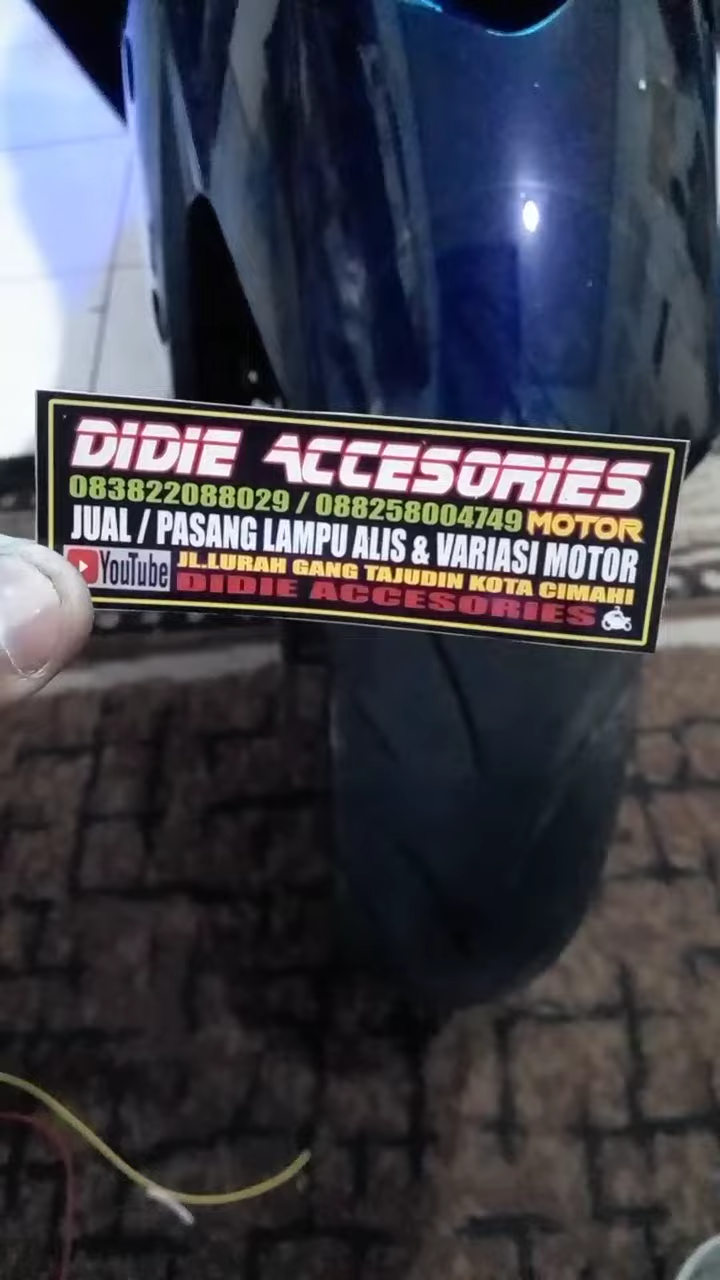 DIDIE ACCESORIES
083822088029 / 088258004749 MOTOR
JUAL / PASANG LAMPU ALIS & VARIASI MOTOR
YouTube JL.LURAH GANG TAJUDIN KOTA CIMAHI
DIDIE ACCESORIES